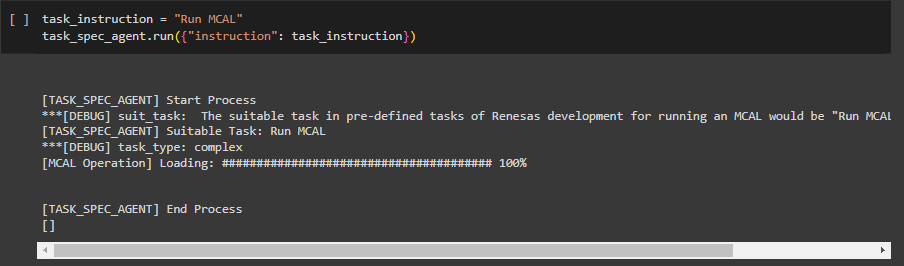 [ ] task_instruction = "Run MCAL"
task_spec_agent.run({"instruction": task_instruction})
[TASK_SPEC_AGENT] Start Process
***[DEBUG] suit_task:  The suitable task in pre-defined tasks of Renesas development for running an MCAL would be "Run MCAL
[TASK_SPEC_AGENT] Suitable Task: Run MCAL
***[DEBUG] task_type: complex
[MCAL Operation] Loading: ####################################### 100%
[TASK_SPEC_AGENT] End Process
[]